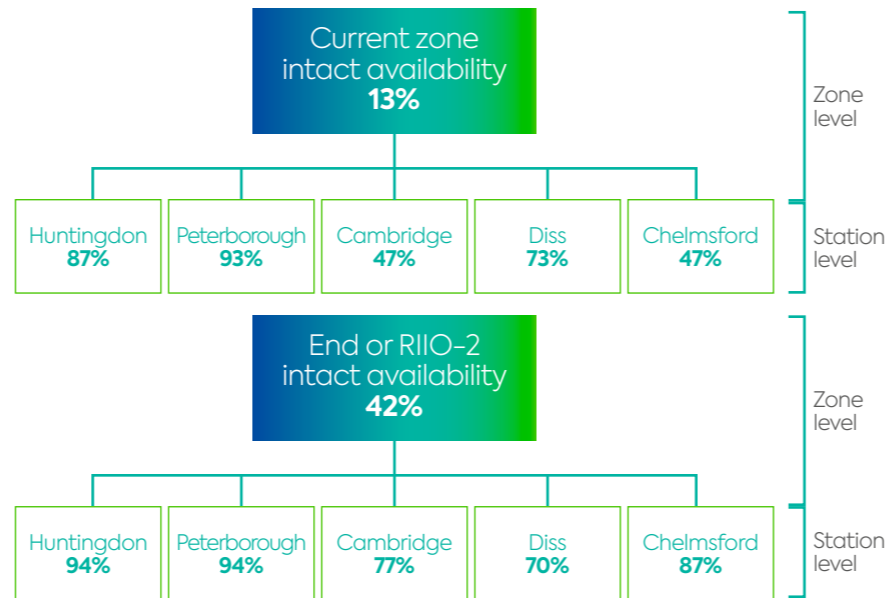 Current zone
intact availability
13%
Zone
level
Huntingdon
87%
Peterborough
93%
Cambridge
47%
Diss
73%
Chelmsford
47%
Station
level
End or RIIO-2
intact availability
42%
Zone
level
Huntingdon
94%
Peterborough
94%
Cambridge
77%
Diss
70%
Chelmsford
87%
Station
level